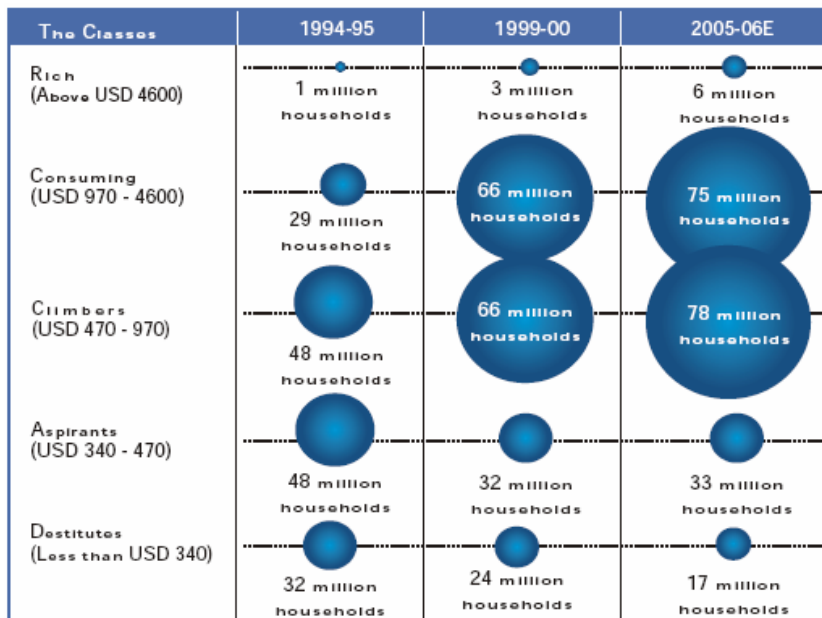 The Classes 1994-95 1999-00 2005-06E
Rich
(Above USD 4600)
1 million
households
3 million
households
6 million
households
Consuming
(USD 970 - 4600)
29 million
households
66 million
households
75 million
households
Climbers
(USD 470 - 970)
48 million
households
66 million
households
78 million
households
Aspirants
(USD 340 - 470)
48 million
households
32 million
households
33 million
households
Destitutes
(Less than USD 340)
32 million
households
24 million
households
17 million
households